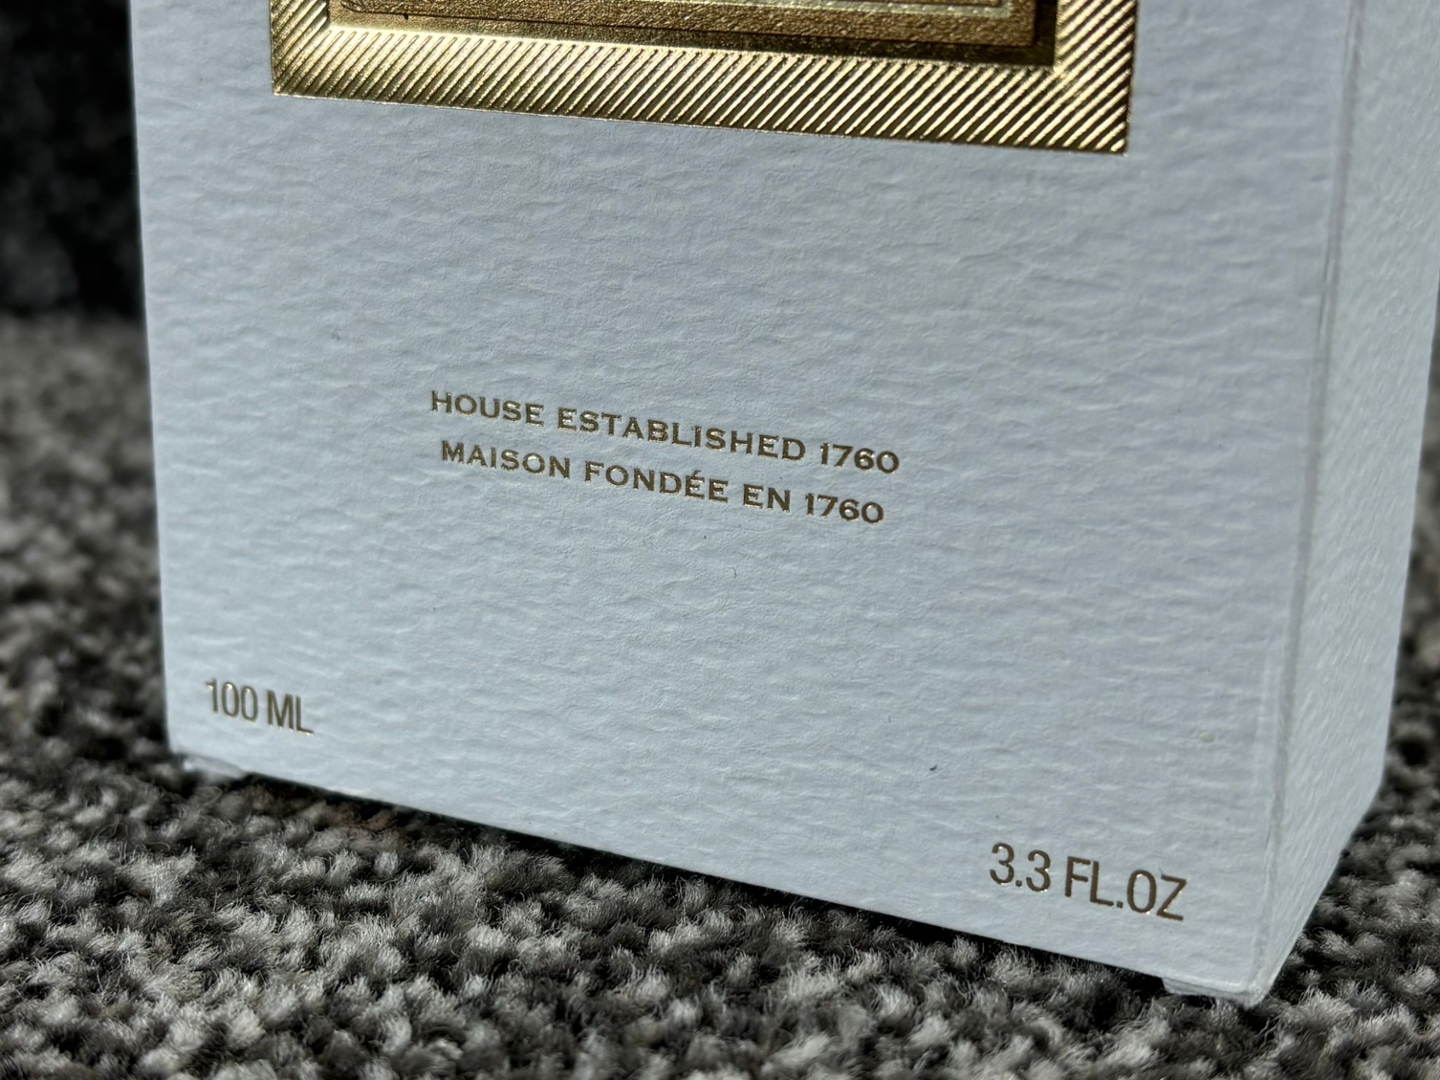 HOUSE ESTABLISHED 1760
MAISON FONDÉE EN 1760
100 ML
3.3 FL.OZ